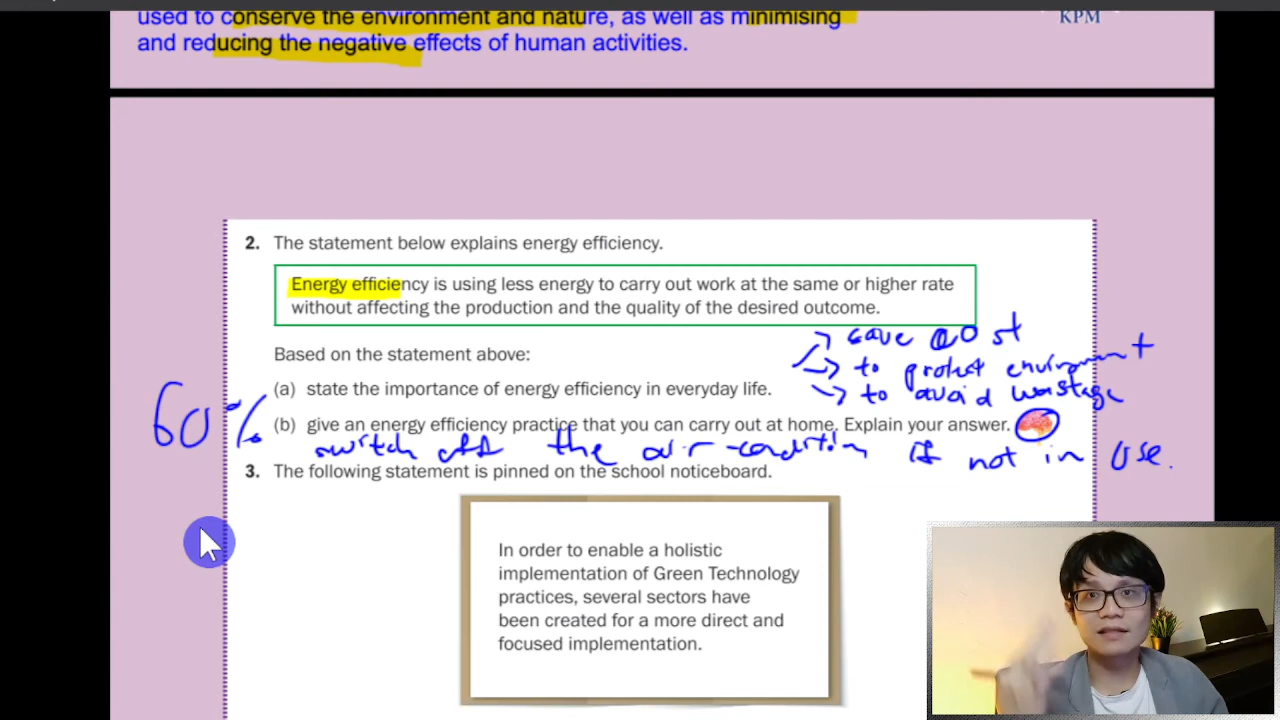 used to conserve the environment and nature, as well as minimising
and reducing the negative effects of human activities.
KPM
2. The statement below explains energy efficiency.
Energy efficiency is using less energy to carry out work at the same or higher rate
without affecting the production and the quality of the desired outcome.
→ save cost
Based on the statement above:
→ to protect environment
(a) state the importance of energy efficiency in everyday life.
→ to avoid wastage
60%
(b) give an energy efficiency practice that you can carry out at home. Explain your answer.
switch off the air-condition if not in use.
3. The following statement is pinned on the school noticeboard.
In order to enable a holistic
implementation of Green Technology
practices, several sectors have
been created for a more direct and
focused implementation.